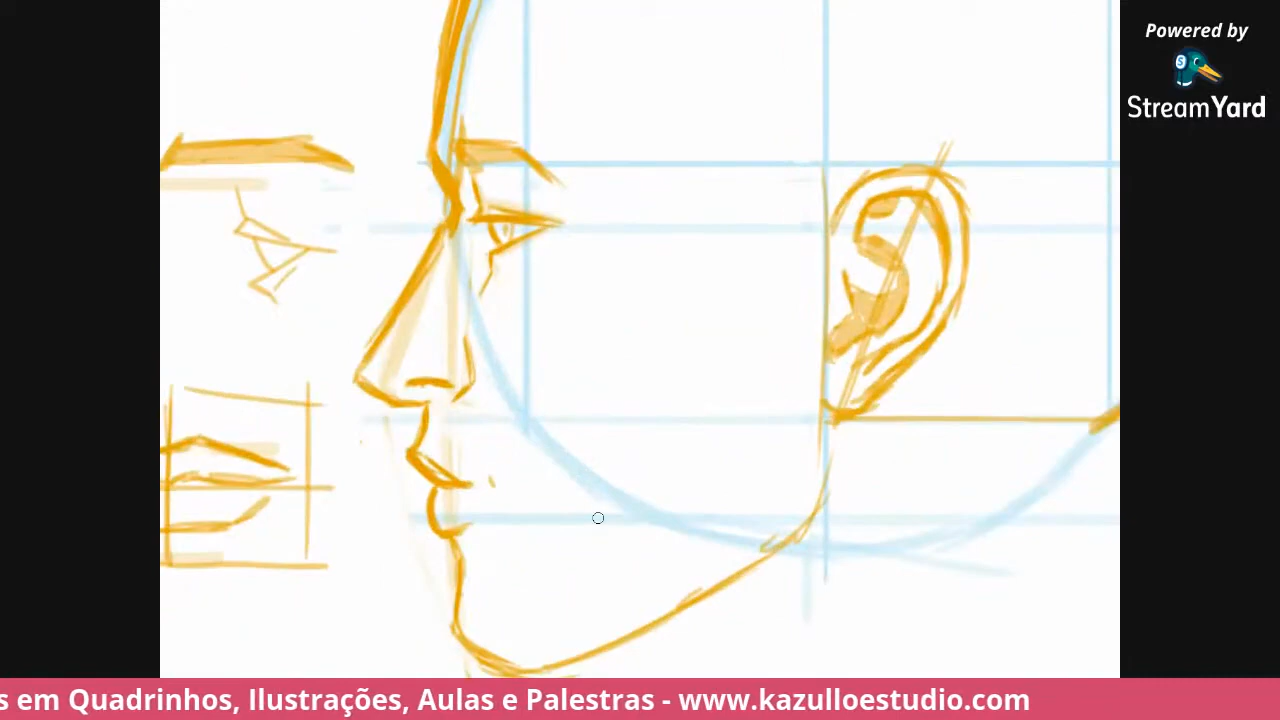 Powered by
StreamYard
s em Quadrinhos, Ilustrações, Aulas e Palestras - www.kazulloestudio.com